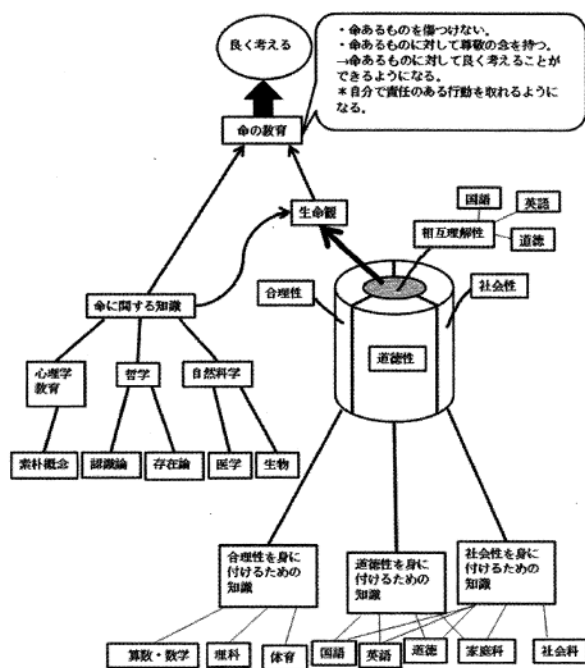 良く考える
・命あるものを傷つけない。
・命あるものに対して尊敬の念を持つ。
→命あるものに対して良く考えることが
できるようになる。
＊自分で責任のある行動を取れるように
なる。
命の教育
生命観
国語
英語
相互理解性
道徳
合理性
社会性
道徳性
命に関する知識
心理学
教育
哲学
自然科学
素朴概念
認識論
存在論
医学
生物
合理性を身に
付けるための
知識
道徳性を身に
付けるための
知識
社会性を身に
付けるための
知識
算数・数学
理科
体育
国語
英語
道徳
家庭科
社会科